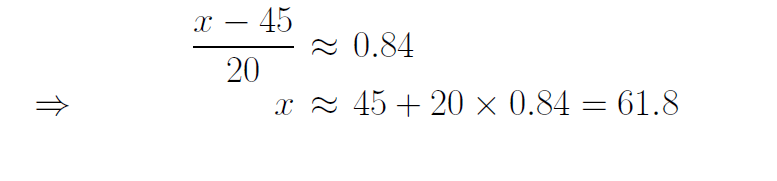 (x − 45)/20 ≈ 0.84
⇒ x ≈ 45 + 20 × 0.84 = 61.8